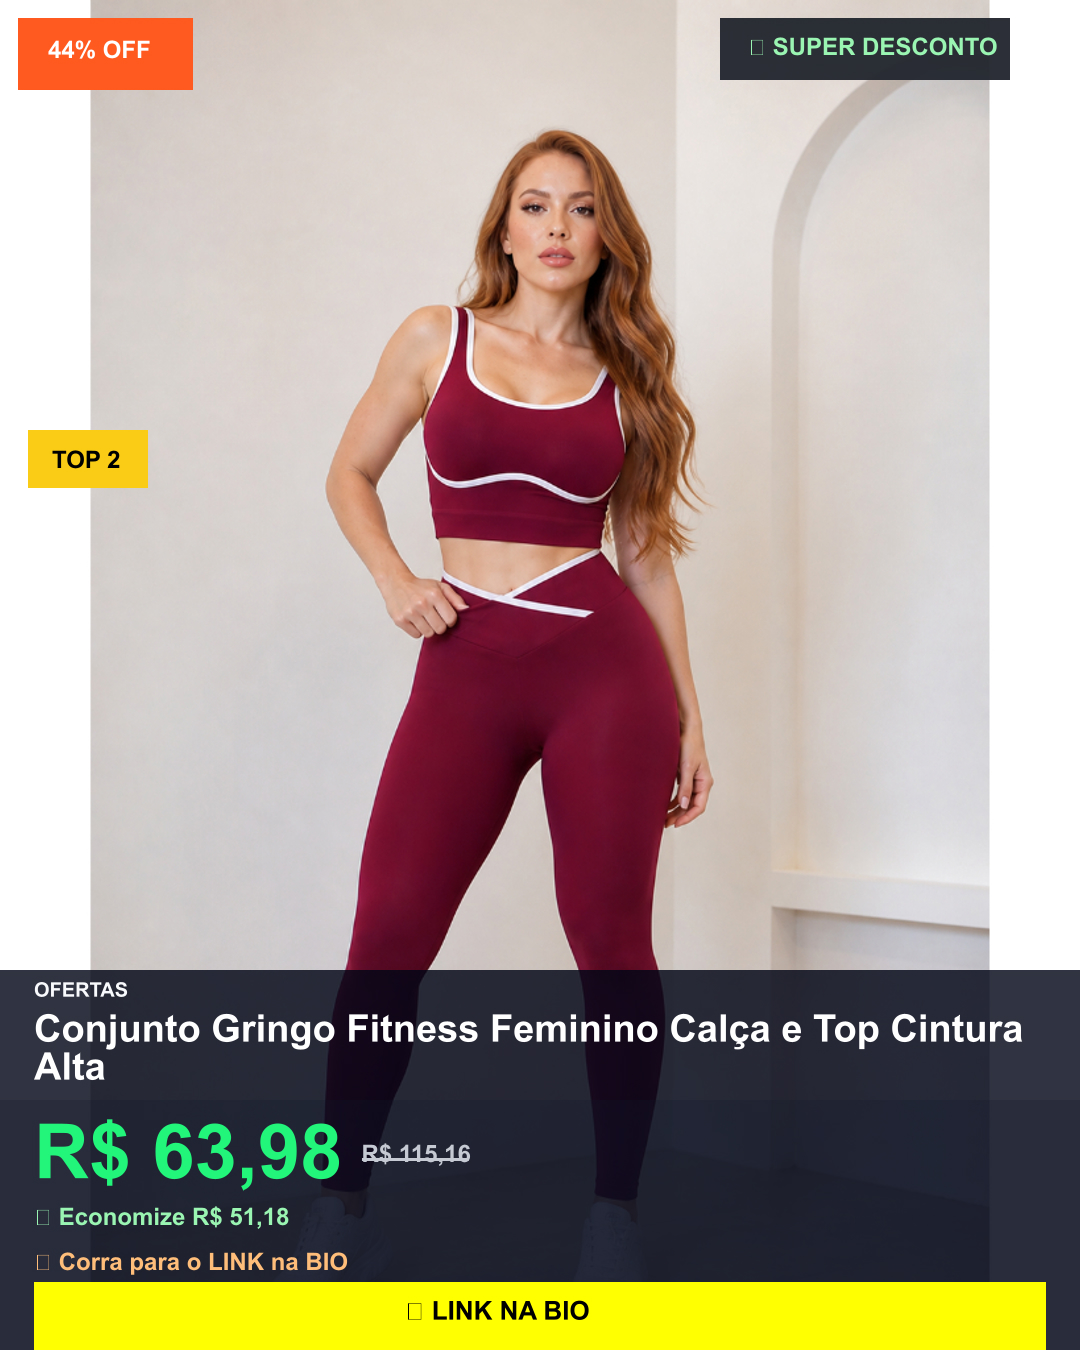 44% OFF
SUPER DESCONTO
TOP 2
OFERTAS
Conjunto Gringo Fitness Feminino Calça e Top Cintura
Alta
R$ 63,98 R$ 115,16
Economize R$ 51,18
Corra para o LINK na BIO
LINK NA BIO